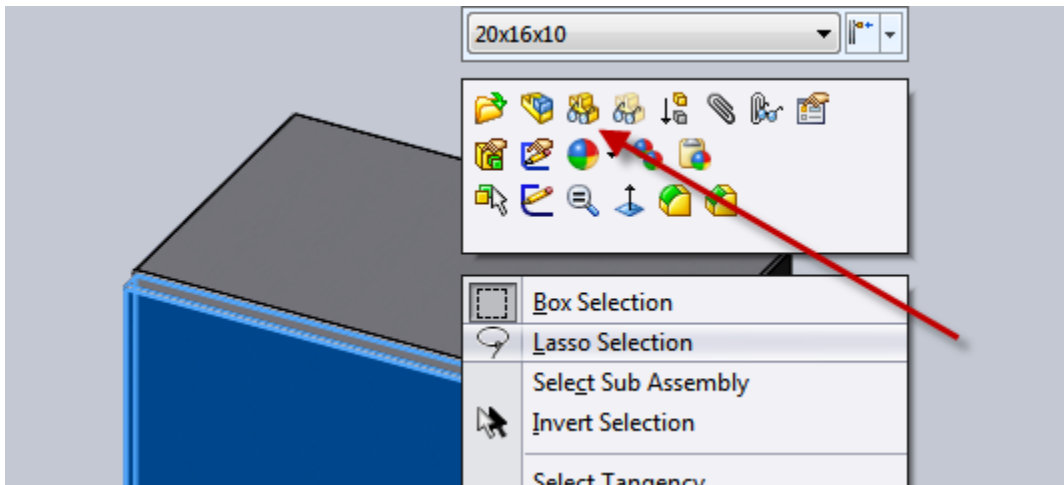 20x16x10
Box Selection
Lasso Selection
Select Sub Assembly
Invert Selection
Select Tangency